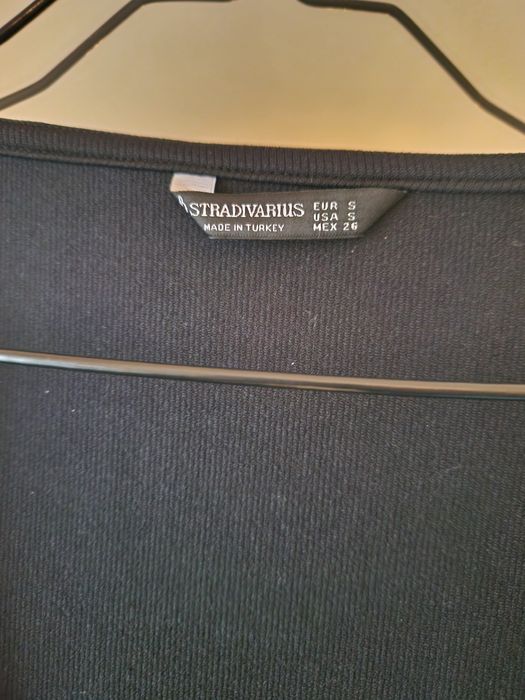 STRADIVARIUS
MADE IN TURKEY
EUR S
USA S
MEX 26